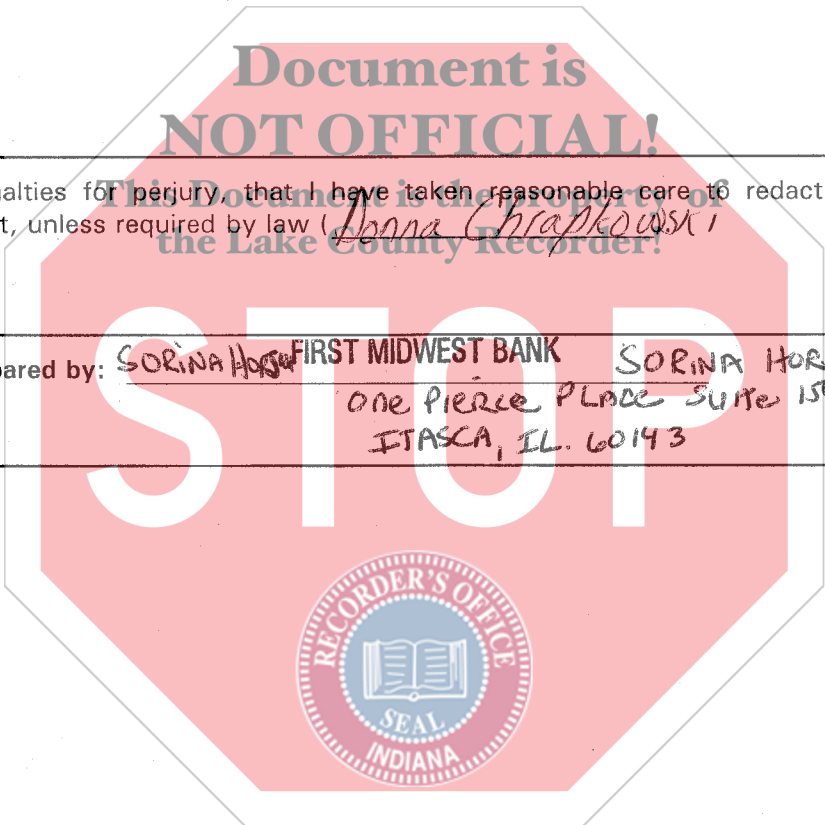 Document is
NOT OFFICIAL!
This Document is the property of
the Lake County Recorder!
alties for perjury, that I have taken reasonable care to redact
t, unless required by law ( Donna Chrapkowski
STOP
ared by: SORINA FIRST MIDWEST BANK SORINA HOR
One Pierce PLACE SUITE 15
ITASCA, IL. 60143
RECORDER'S OFFICE
SEAL
INDIANA